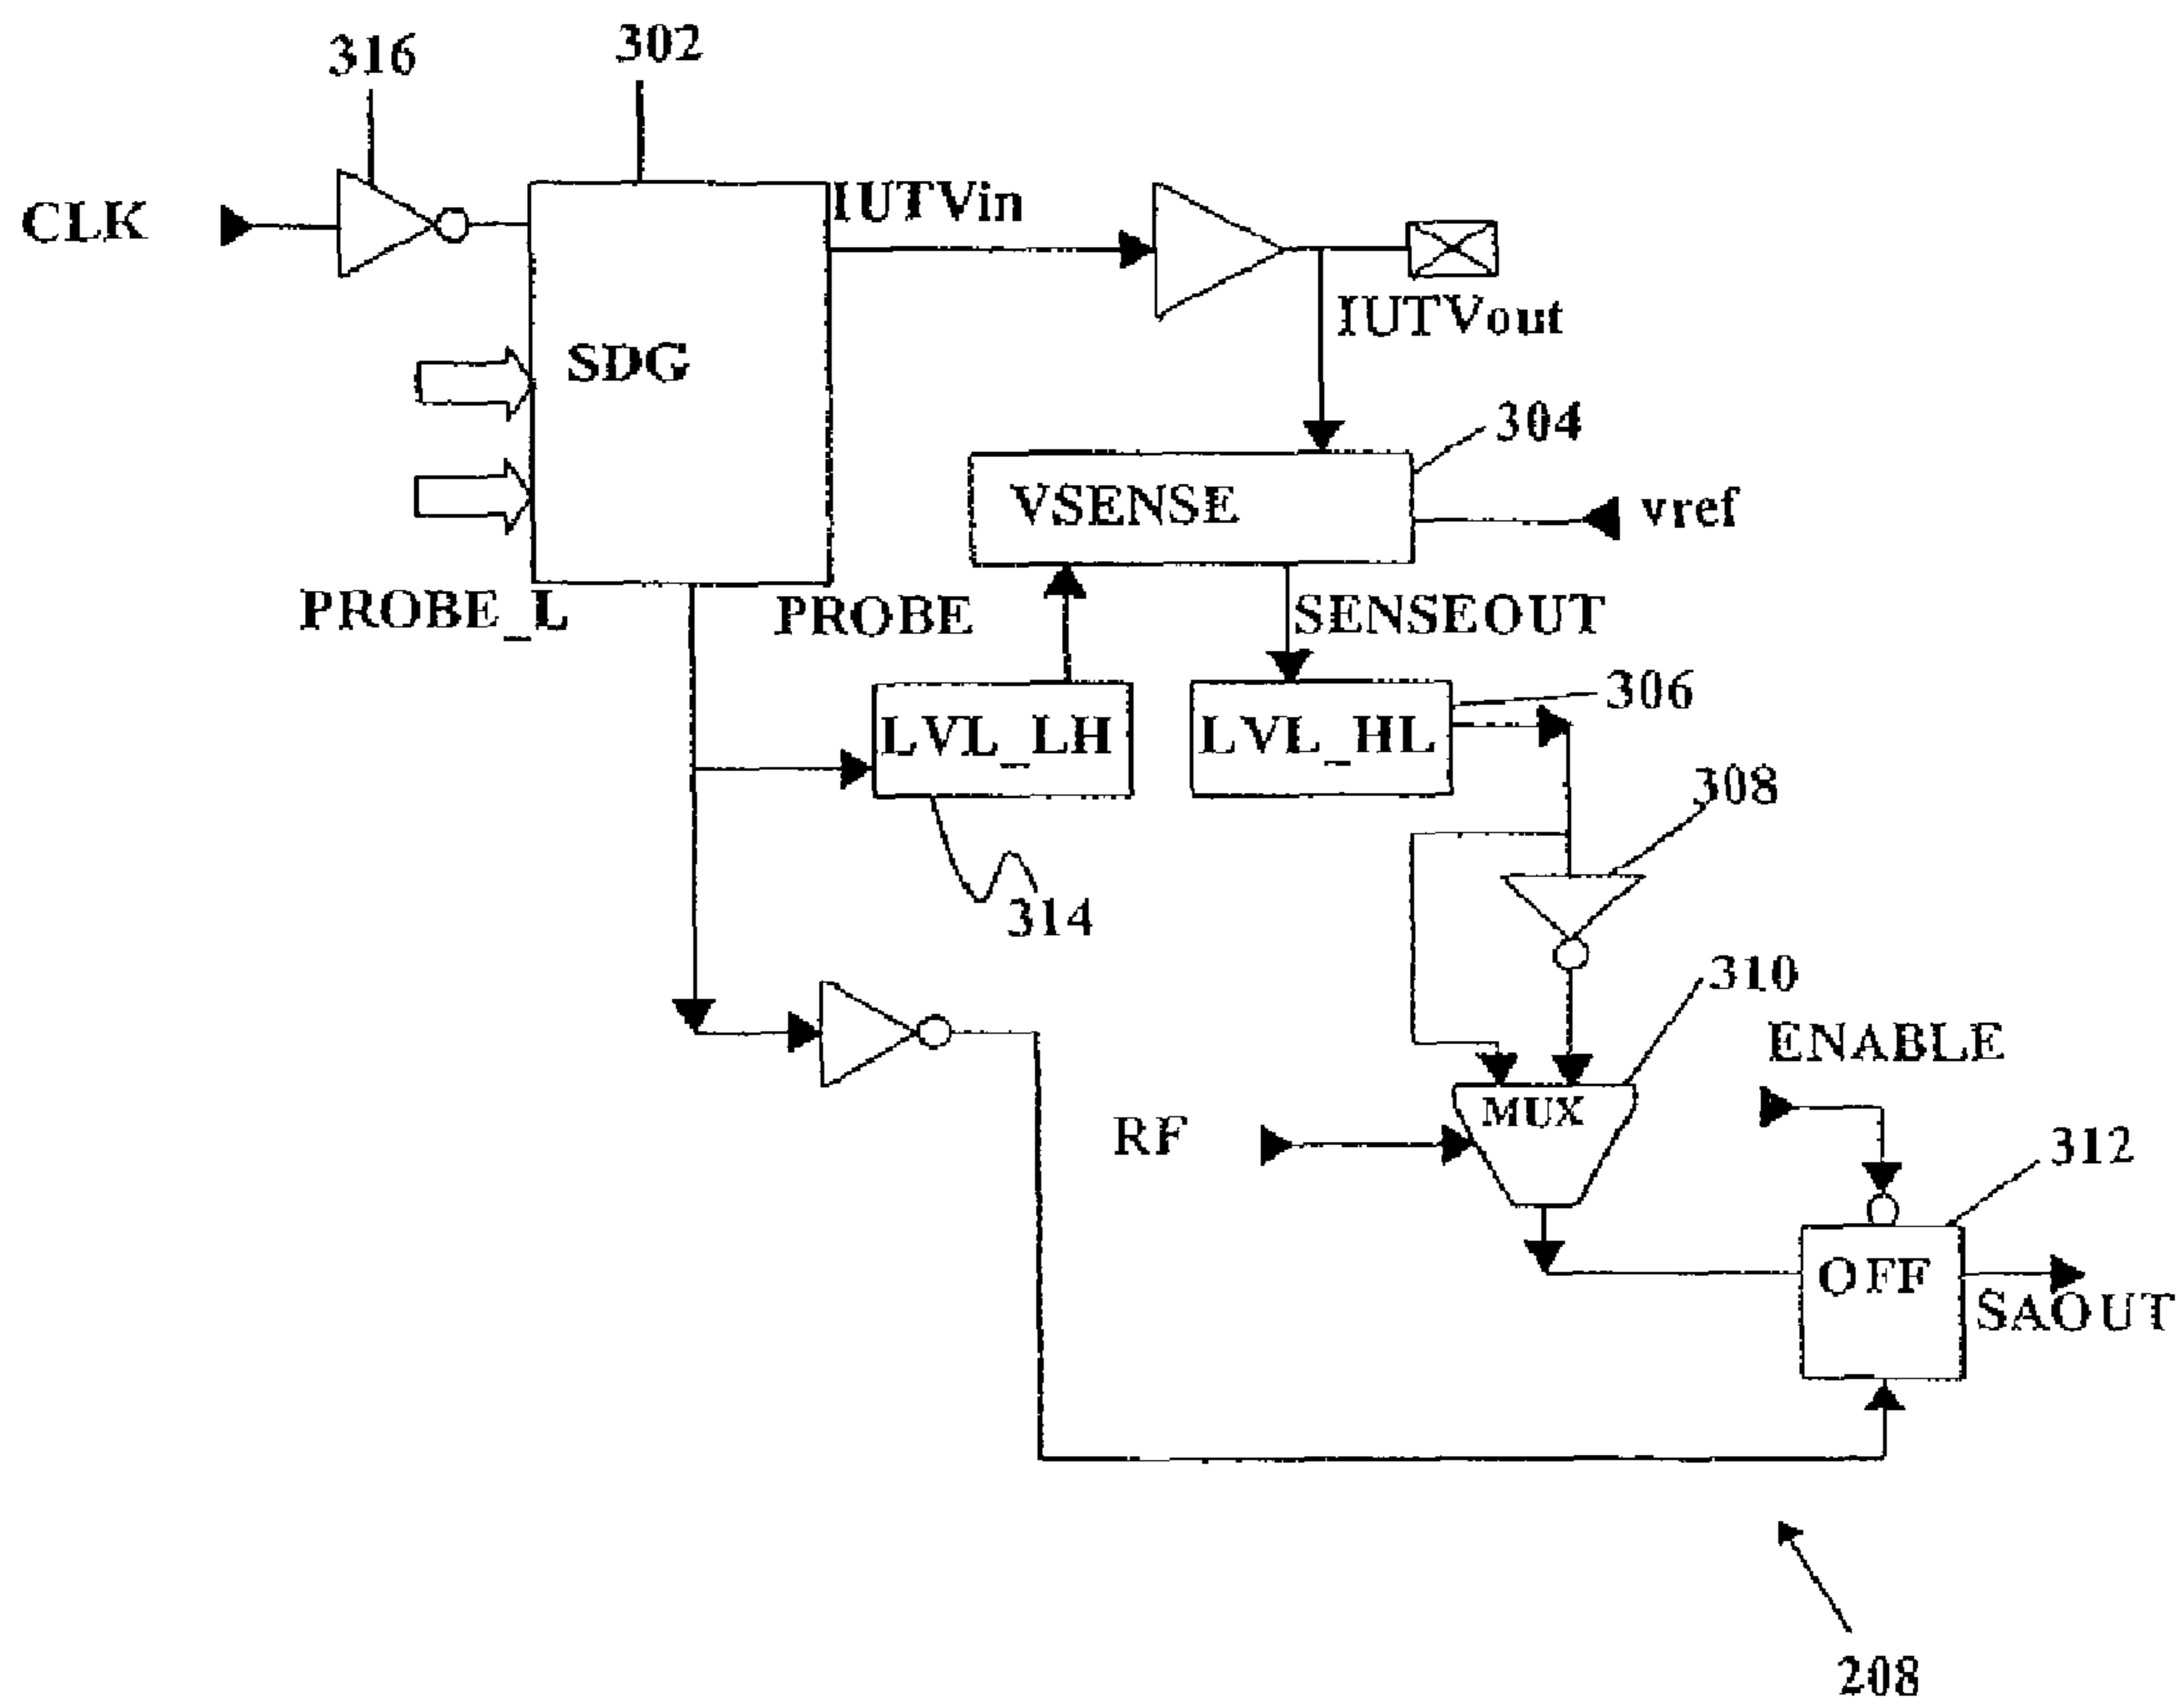 316
302
CLK
IUTVin
IUTVout
SDG
304
VSENSE
vref
PROBE_L
PROBE
SENSEOUT
306
LVL_LH
LVL_HL
308
314
310
ENABLE
MUX
RF
312
OFF
SAOUT
208